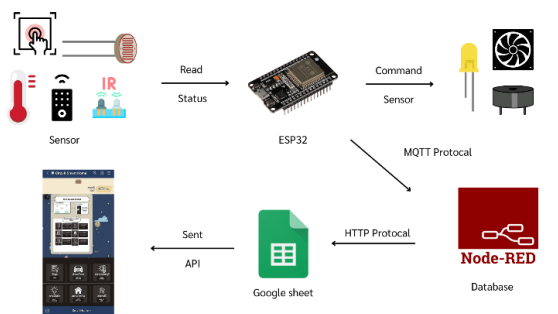 IR
Read
Status
Command
Sensor
Sensor
ESP32
MQTT Protocal
HTTP Protocal
Node-RED
Database
Sent
API
Google sheet